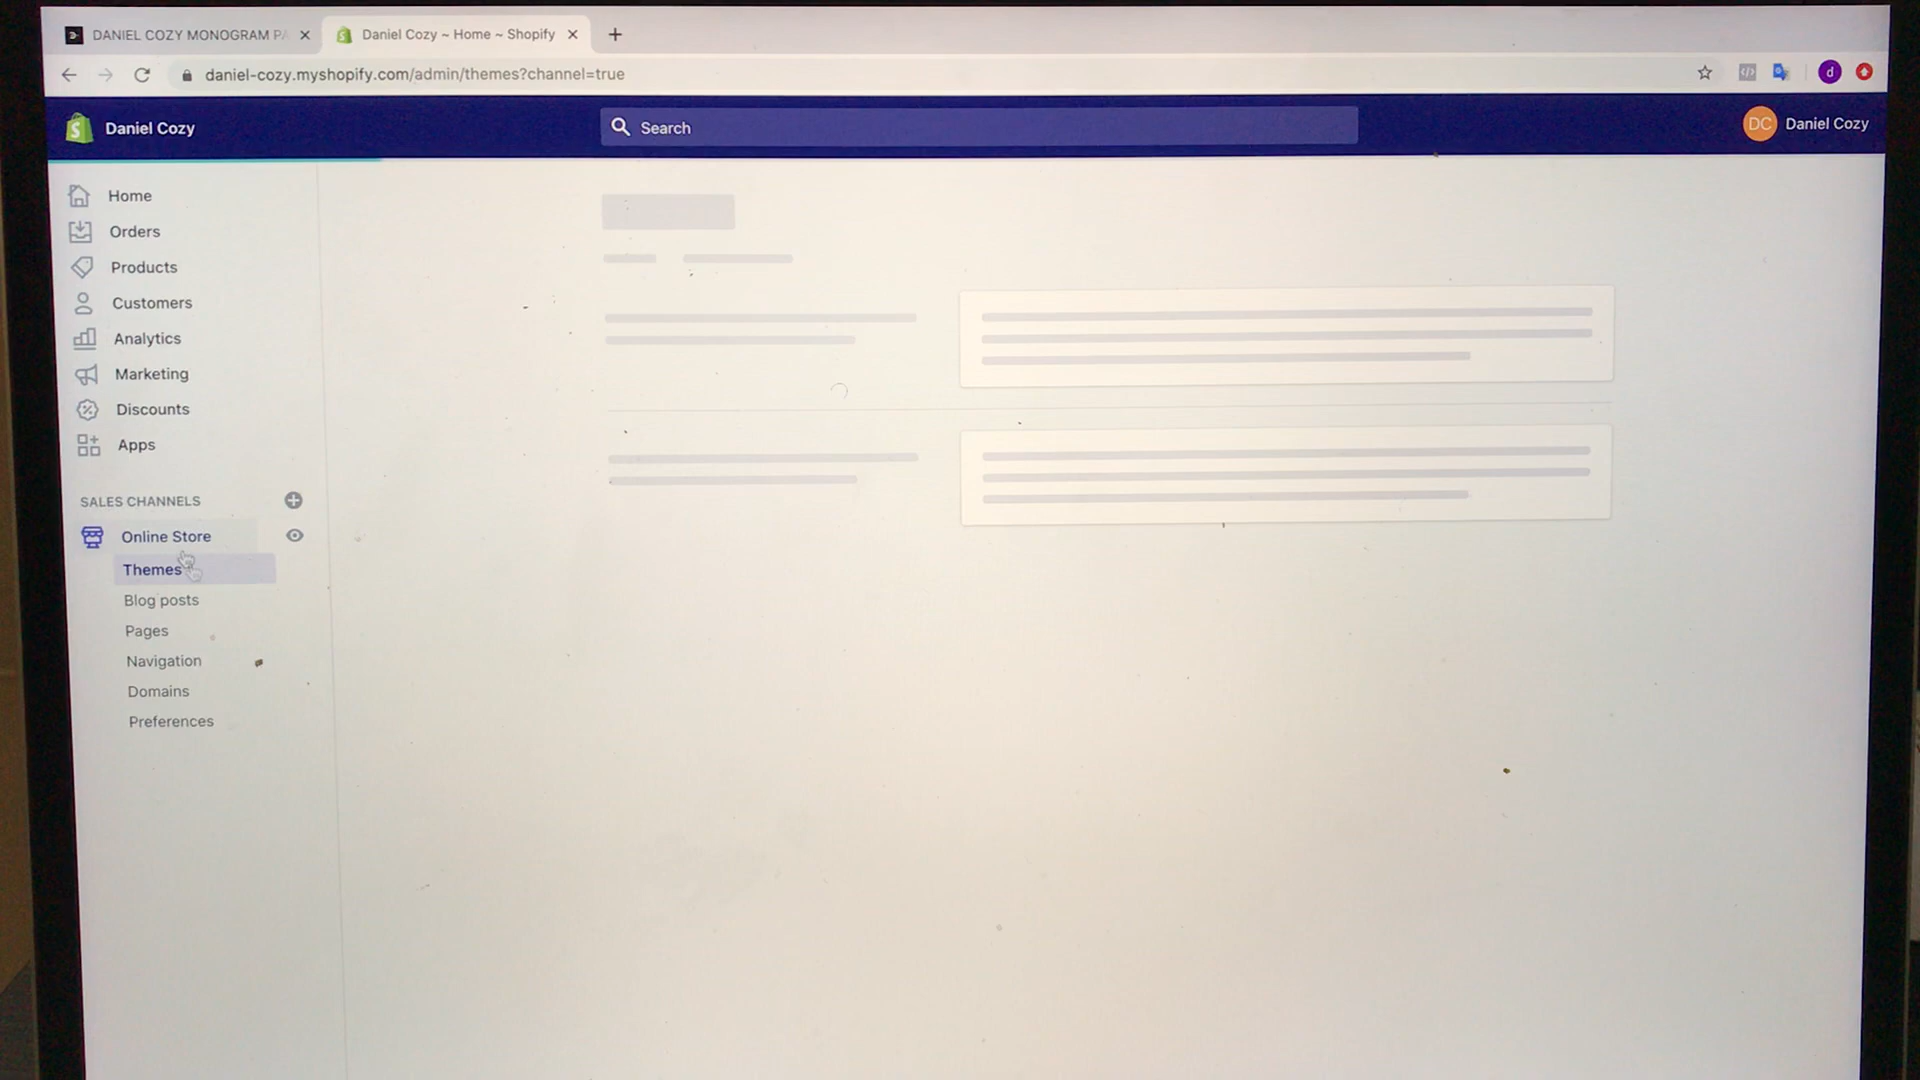 DANIEL COZY MONOGRAM PA
Daniel Cozy ~ Home ~ Shopify
daniel-cozy.myshopify.com/admin/themes?channel=true
d
Daniel Cozy
Search
DC Daniel Cozy
Home
Orders
Products
Customers
Analytics
Marketing
Discounts
Apps
SALES CHANNELS
Online Store
Themes
Blog posts
Pages
Navigation
Domains
Preferences